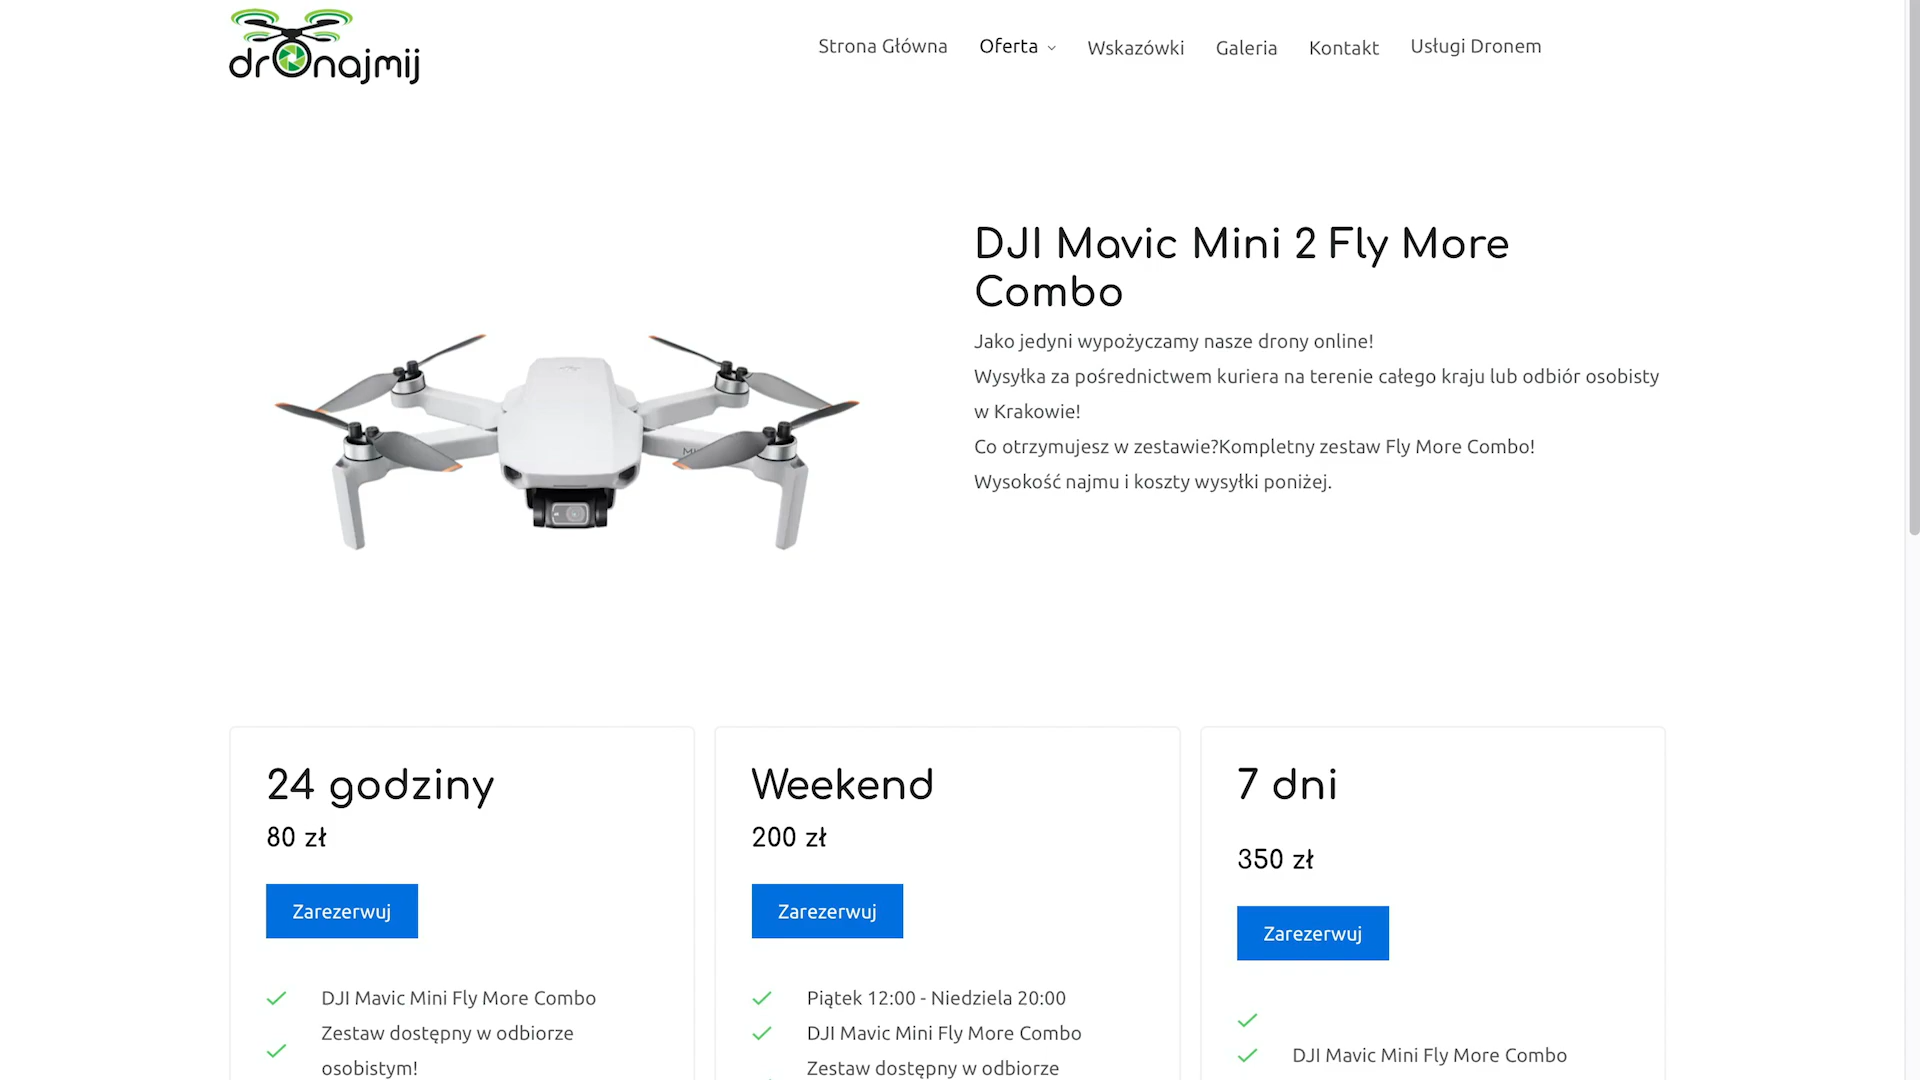 dronajmij
Strona Główna
Oferta
Wskazówki
Galeria
Kontakt
Usługi Dronem
DJI Mavic Mini 2 Fly More
Combo
Jako jedyni wypożyczamy nasze drony online!
Wysyłka za pośrednictwem kuriera na terenie całego kraju lub odbiór osobisty
w Krakowie!
Co otrzymujesz w zestawie?Kompletny zestaw Fly More Combo!
Wysokość najmu i koszty wysyłki poniżej.
24 godziny
80 zł
Zarezerwuj
DJI Mavic Mini Fly More Combo
Zestaw dostępny w odbiorze
osobistym!
Weekend
200 zł
Zarezerwuj
Piątek 12:00 - Niedziela 20:00
DJI Mavic Mini Fly More Combo
Zestaw dostępny w odbiorze
7 dni
350 zł
Zarezerwuj
DJI Mavic Mini Fly More Combo